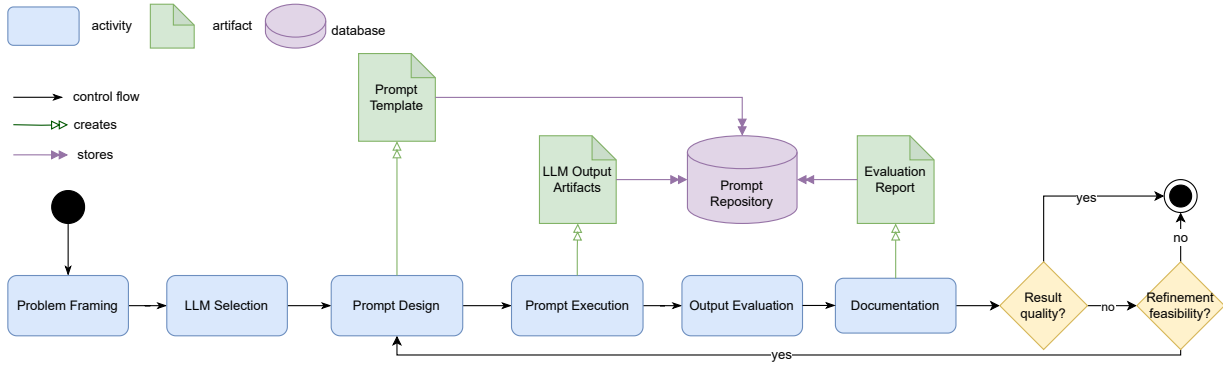 activity
artifact
database
control flow
creates
stores
Prompt
Template
LLM Output
Artifacts
Prompt
Repository
Evaluation
Report
yes
no
Problem Framing
LLM Selection
Prompt Design
Prompt Execution
Output Evaluation
Documentation
Result
quality?
no
Refinement
feasibility?
yes